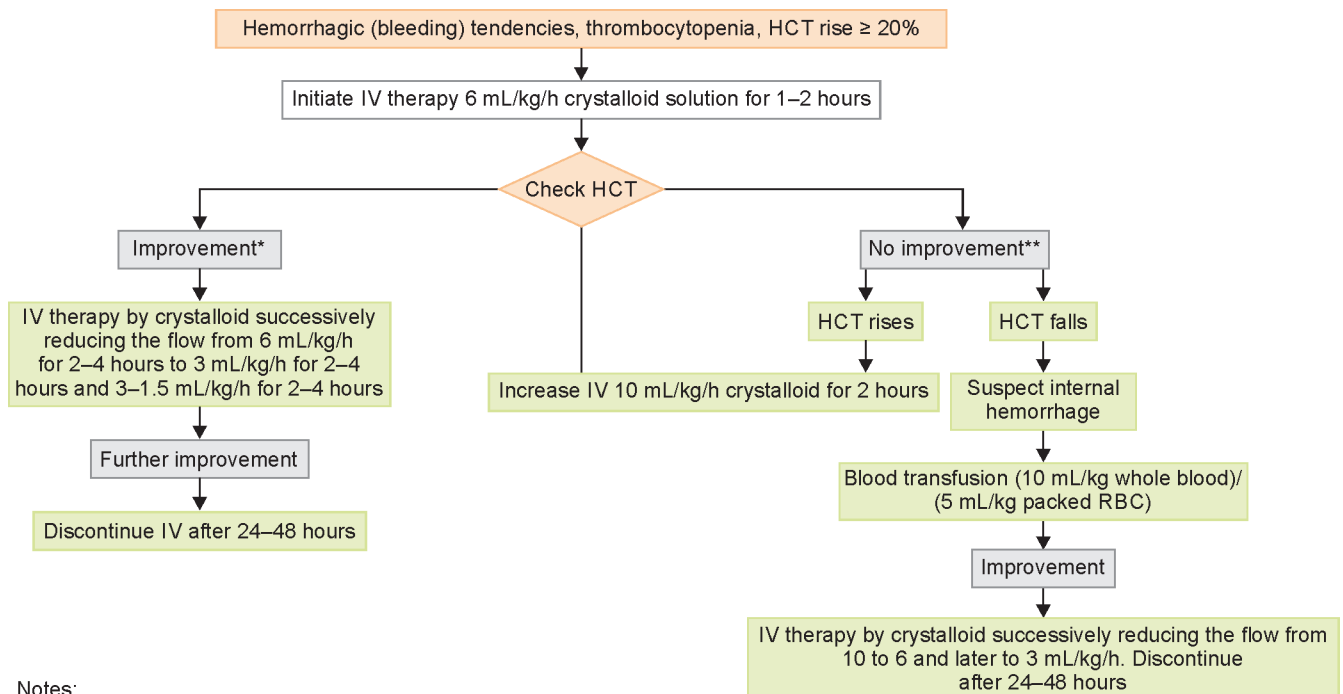 Hemorrhagic (bleeding) tendencies, thrombocytopenia, HCT rise ≥ 20%
Initiate IV therapy 6 mL/kg/h crystalloid solution for 1–2 hours
Check HCT
Improvement*
IV therapy by crystalloid successively
reducing the flow from 6 mL/kg/h
for 2–4 hours to 3 mL/kg/h for 2–4
hours and 3–1.5 mL/kg/h for 2–4 hours
Further improvement
Discontinue IV after 24–48 hours
No improvement**
HCT rises
Increase IV 10 mL/kg/h crystalloid for 2 hours
HCT falls
Suspect internal
hemorrhage
Blood transfusion (10 mL/kg whole blood)/
(5 mL/kg packed RBC)
Improvement
IV therapy by crystalloid successively reducing the flow from
10 to 6 and later to 3 mL/kg/h. Discontinue
after 24–48 hours
Notes: